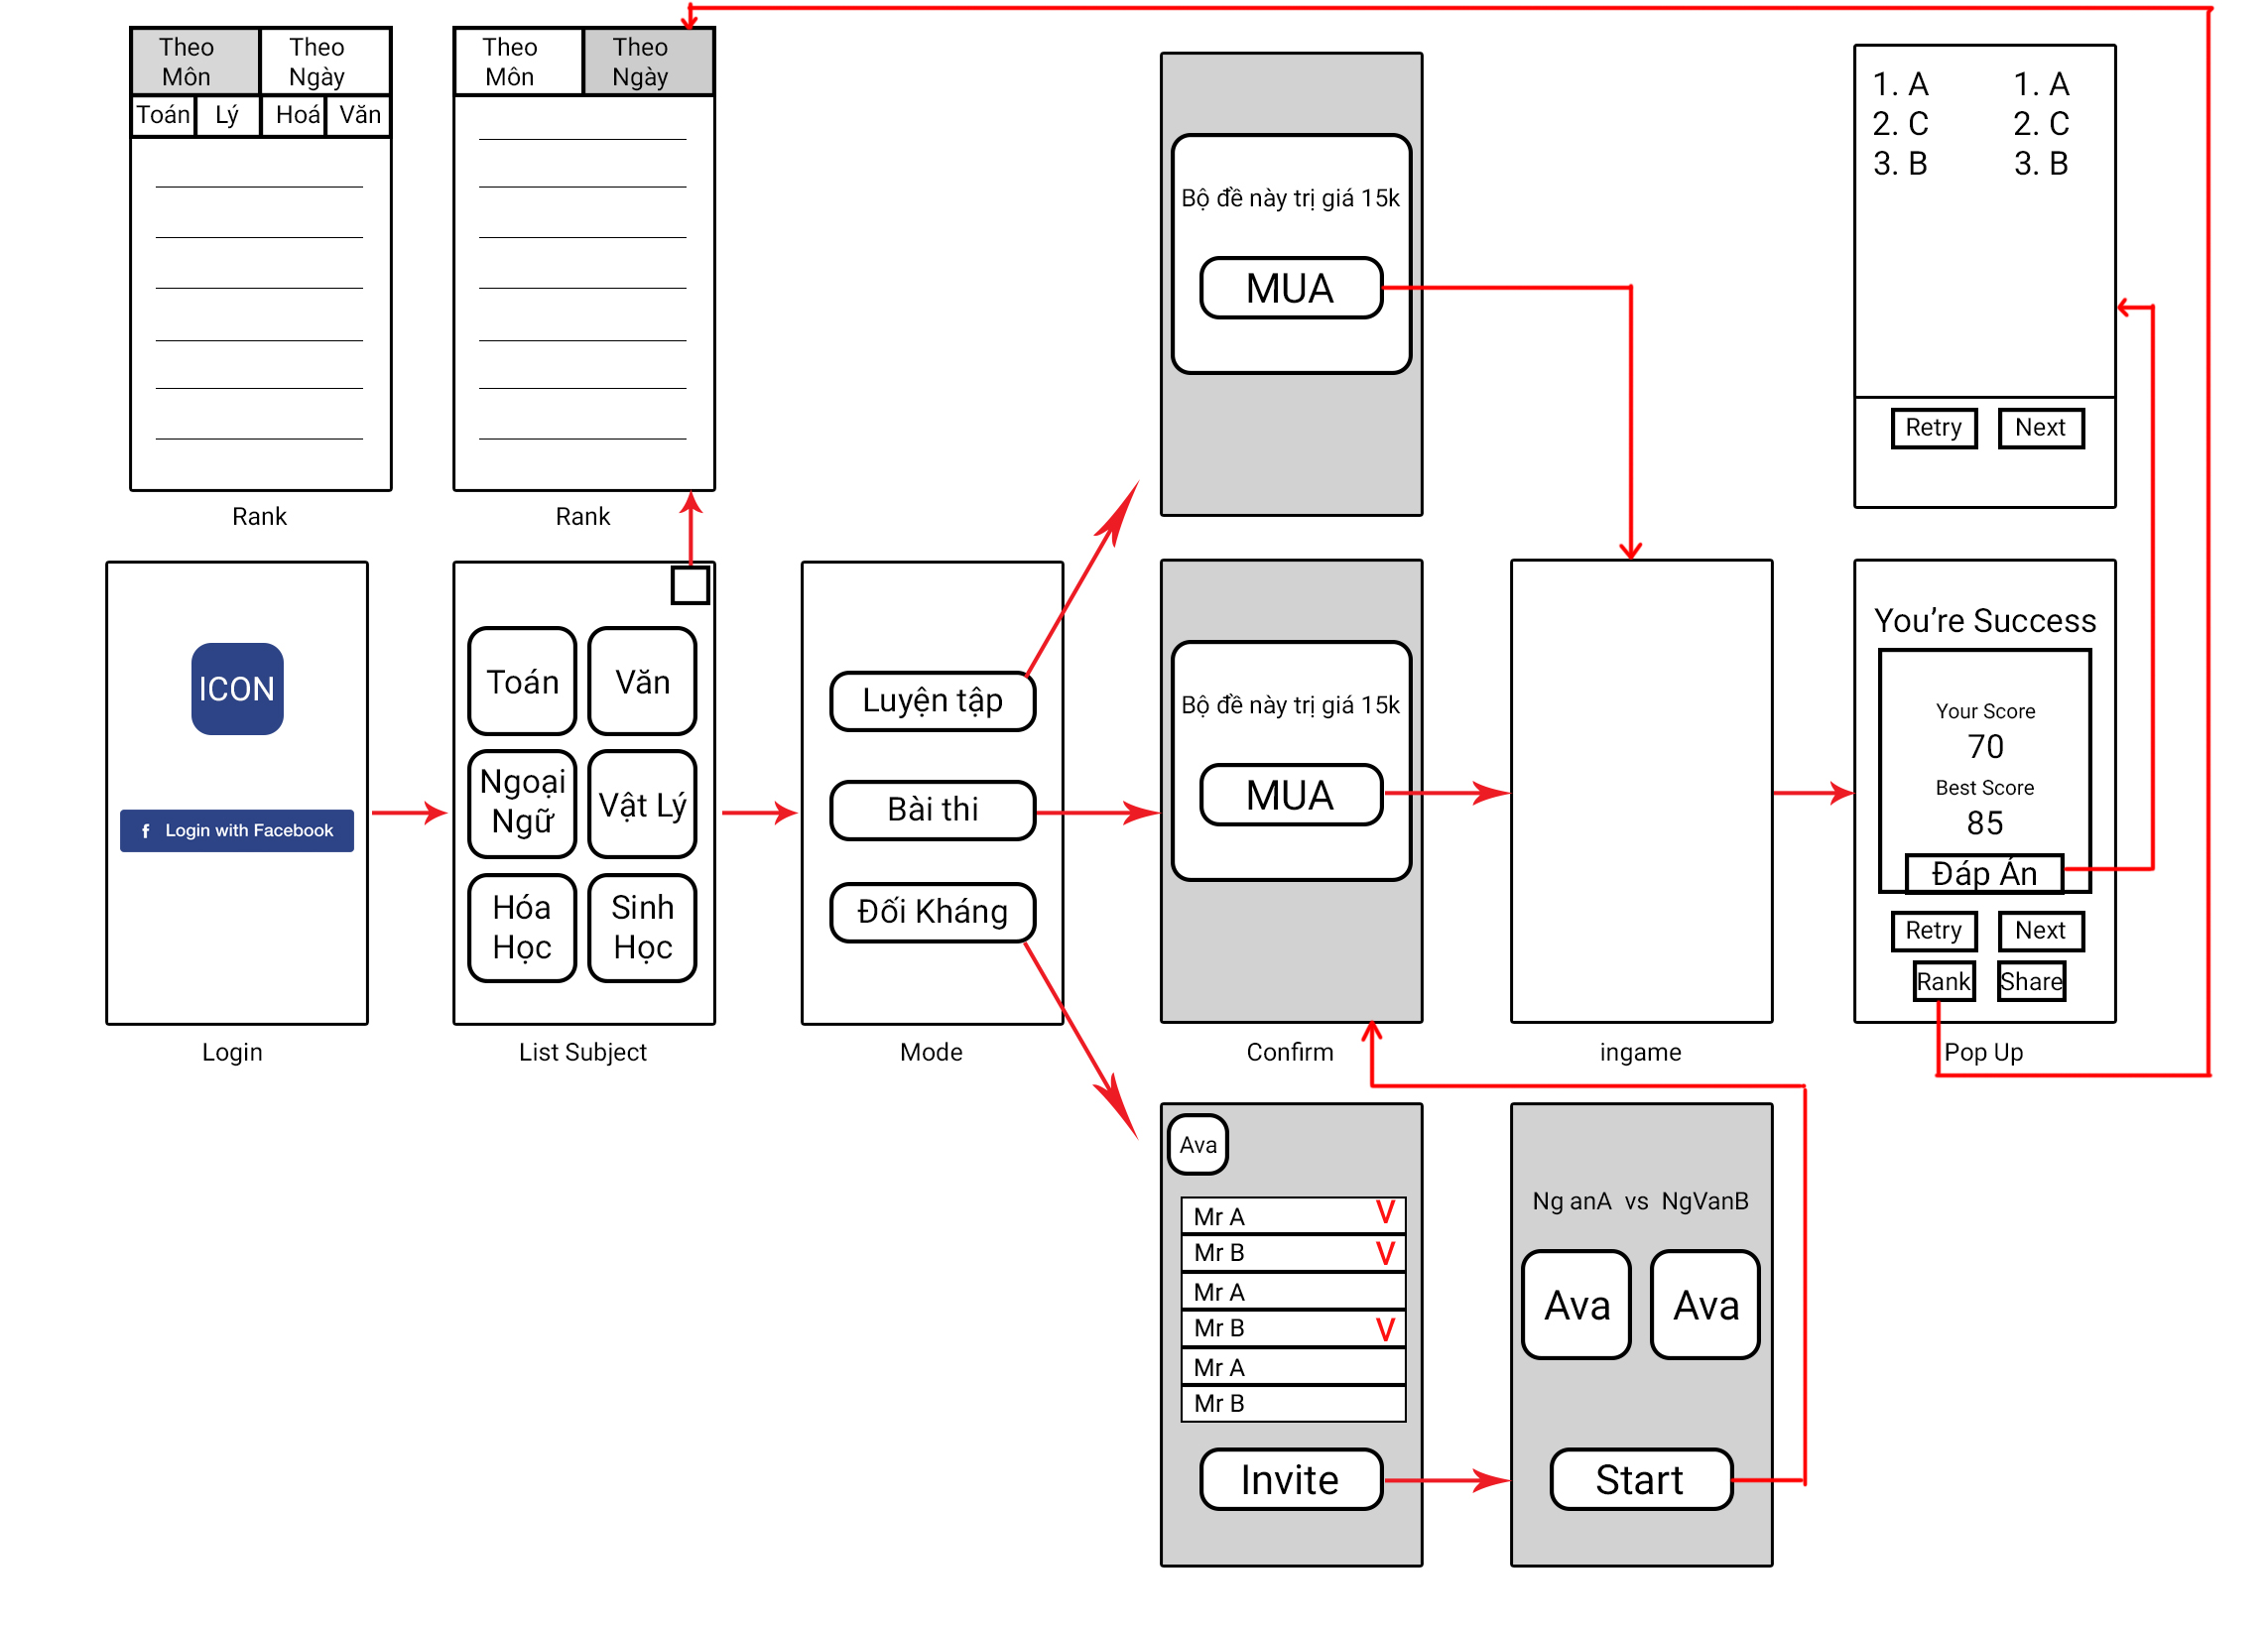 Theo
Môn
Theo
Ngày
Toán
Lý
Hoá
Văn
Rank
Theo
Môn
Theo
Ngày
Rank
Bộ đề này trị giá 15k
MUA
1. A
2. C
3. B
1. A
2. C
3. B
Retry
Next
ICON
f Login with Facebook
Login
Toán
Văn
Ngoại
Ngữ
Vật Lý
Hóa
Học
Sinh
Học
List Subject
Luyện tập
Bài thi
Đối Kháng
Mode
Bộ đề này trị giá 15k
MUA
Confirm
ingame
You’re Success
Your Score
70
Best Score
85
Đáp Án
Retry
Next
Rank
Share
Pop Up
Ava
Mr A V
Mr B V
Mr A
Mr B V
Mr A
Mr B
Invite
Ng anA vs NgVanB
Ava
Ava
Start